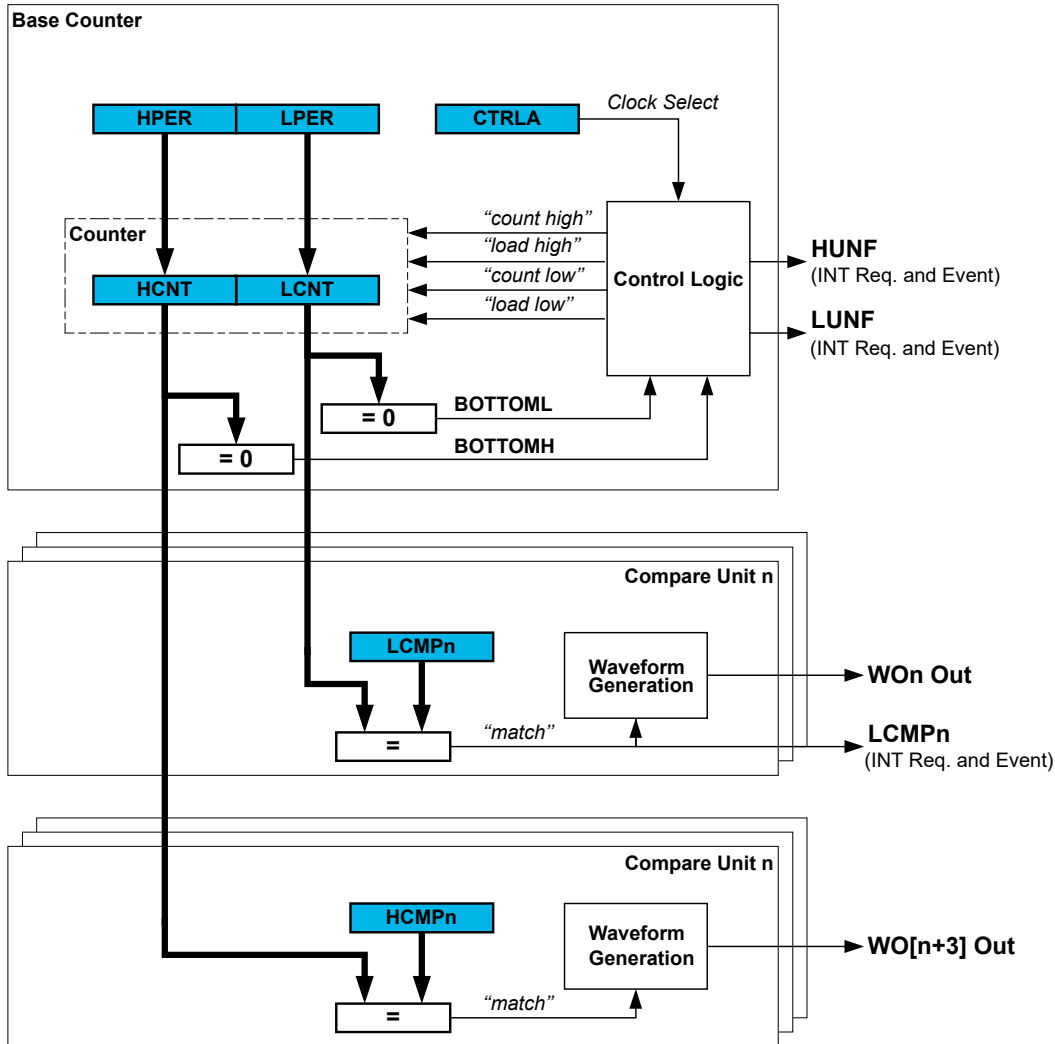 Base Counter
Clock Select
HPER LPER CTRLA
“count high”
Counter
“load high”
HUNF
(INT Req. and Event)
“count low”
Control Logic
HCNT LCNT
“load low”
LUNF
(INT Req. and Event)
= 0
BOTTOML
= 0
BOTTOMH
Compare Unit n
LCMPn
Waveform
Generation
WOn Out
=
“match”
LCMPn
(INT Req. and Event)
Compare Unit n
HCMPn
Waveform
Generation
WO[n+3] Out
=
“match”